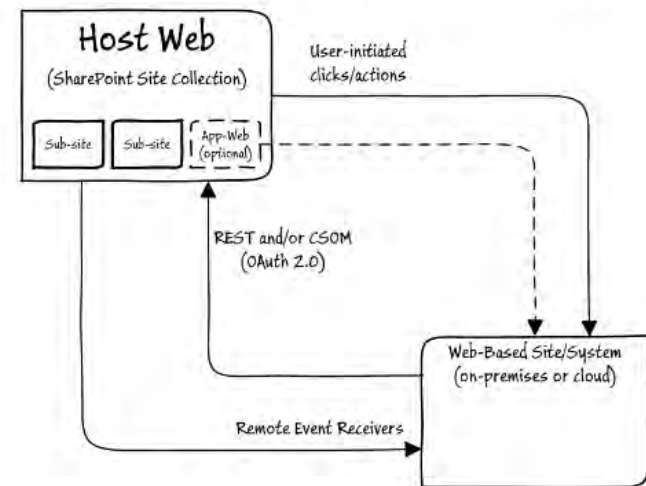 Host Web
(SharePoint Site Collection)
Sub-site
Sub-site
App-Web
(optional)
User-initiated
clicks/actions
REST and/or CSOM
(OAuth 2.0)
Web-Based Site/System
(on-premises or cloud)
Remote Event Receivers